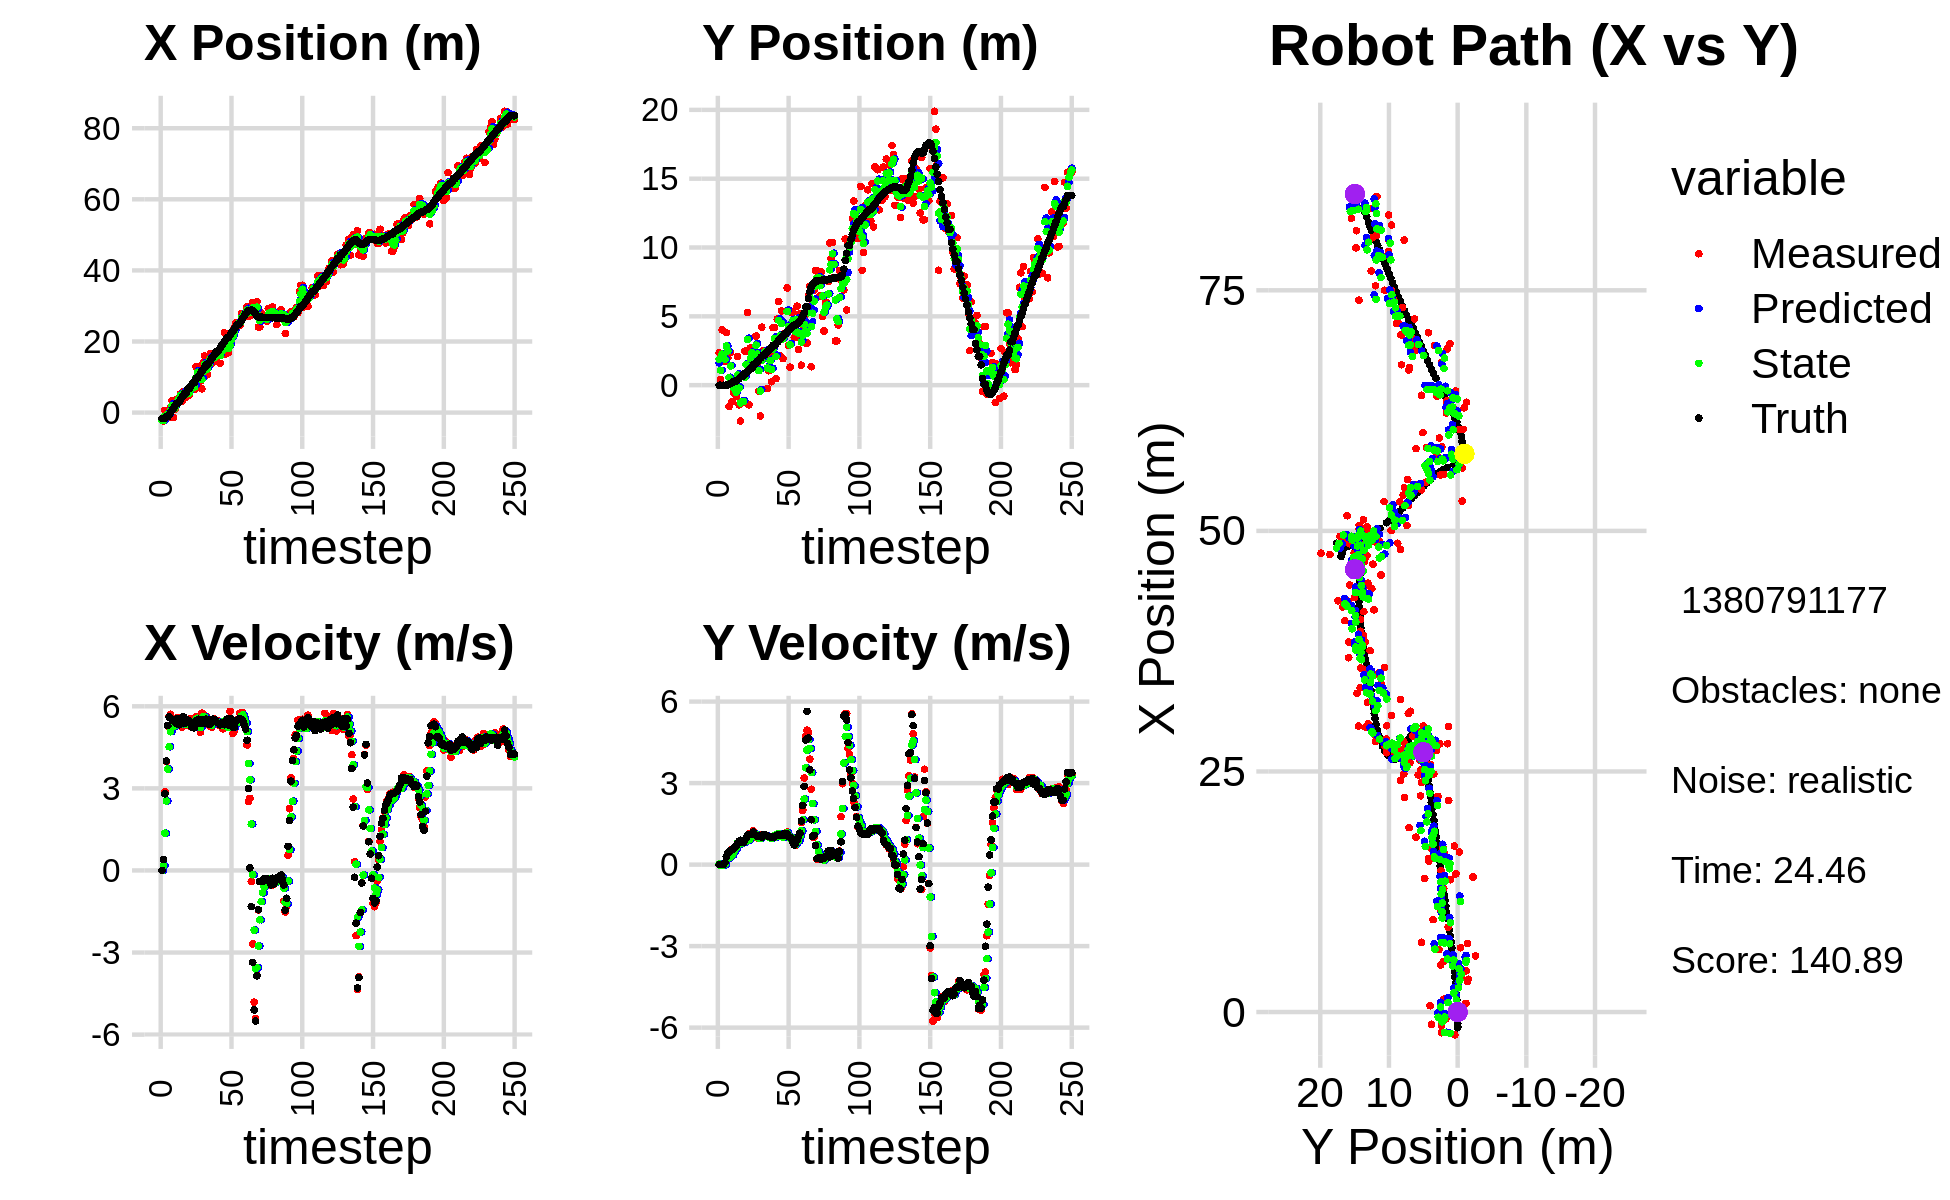 X Position (m)
80
60
40
20
0
0 50 100 150 200 250
timestep
Y Position (m)
20
15
10
5
0
0 50 100 150 200 250
timestep
X Velocity (m/s)
6
3
0
-3
-6
0 50 100 150 200 250
timestep
Y Velocity (m/s)
6
3
0
-3
-6
0 50 100 150 200 250
timestep
Robot Path (X vs Y)
X Position (m)
75
50
25
0
20 10 0 -10 -20
Y Position (m)
variable
Measured
Predicted
State
Truth
1380791177
Obstacles: none
Noise: realistic
Time: 24.46
Score: 140.89